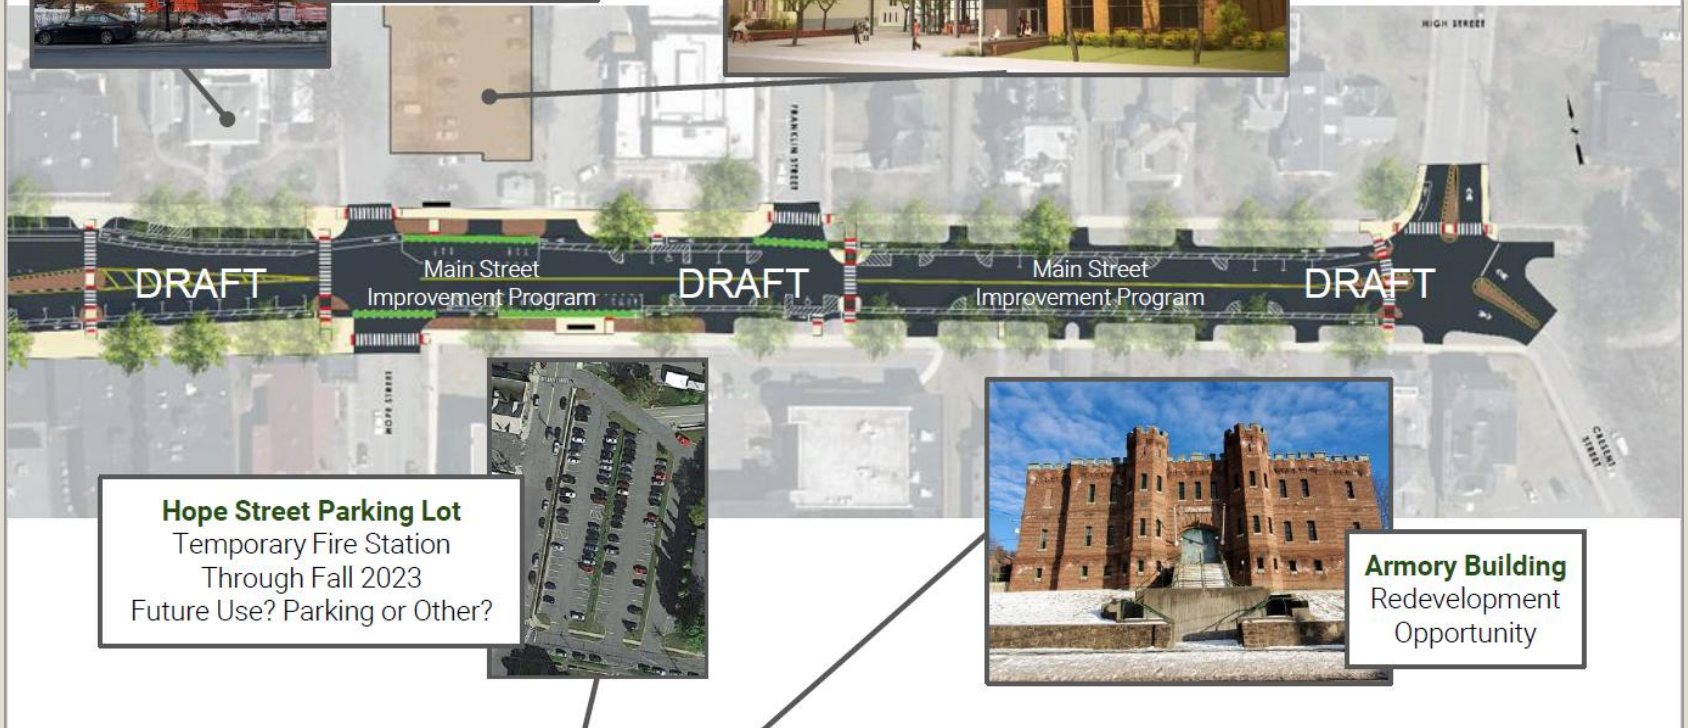 HIGH STREET
FRANKLIN STREET
DRAFT
Main Street
Improvement Program
DRAFT
Main Street
Improvement Program
DRAFT
HOPE STREET
CRESENT
STREET
Hope Street Parking Lot
Temporary Fire Station
Through Fall 2023
Future Use? Parking or Other?
Armory Building
Redevelopment
Opportunity